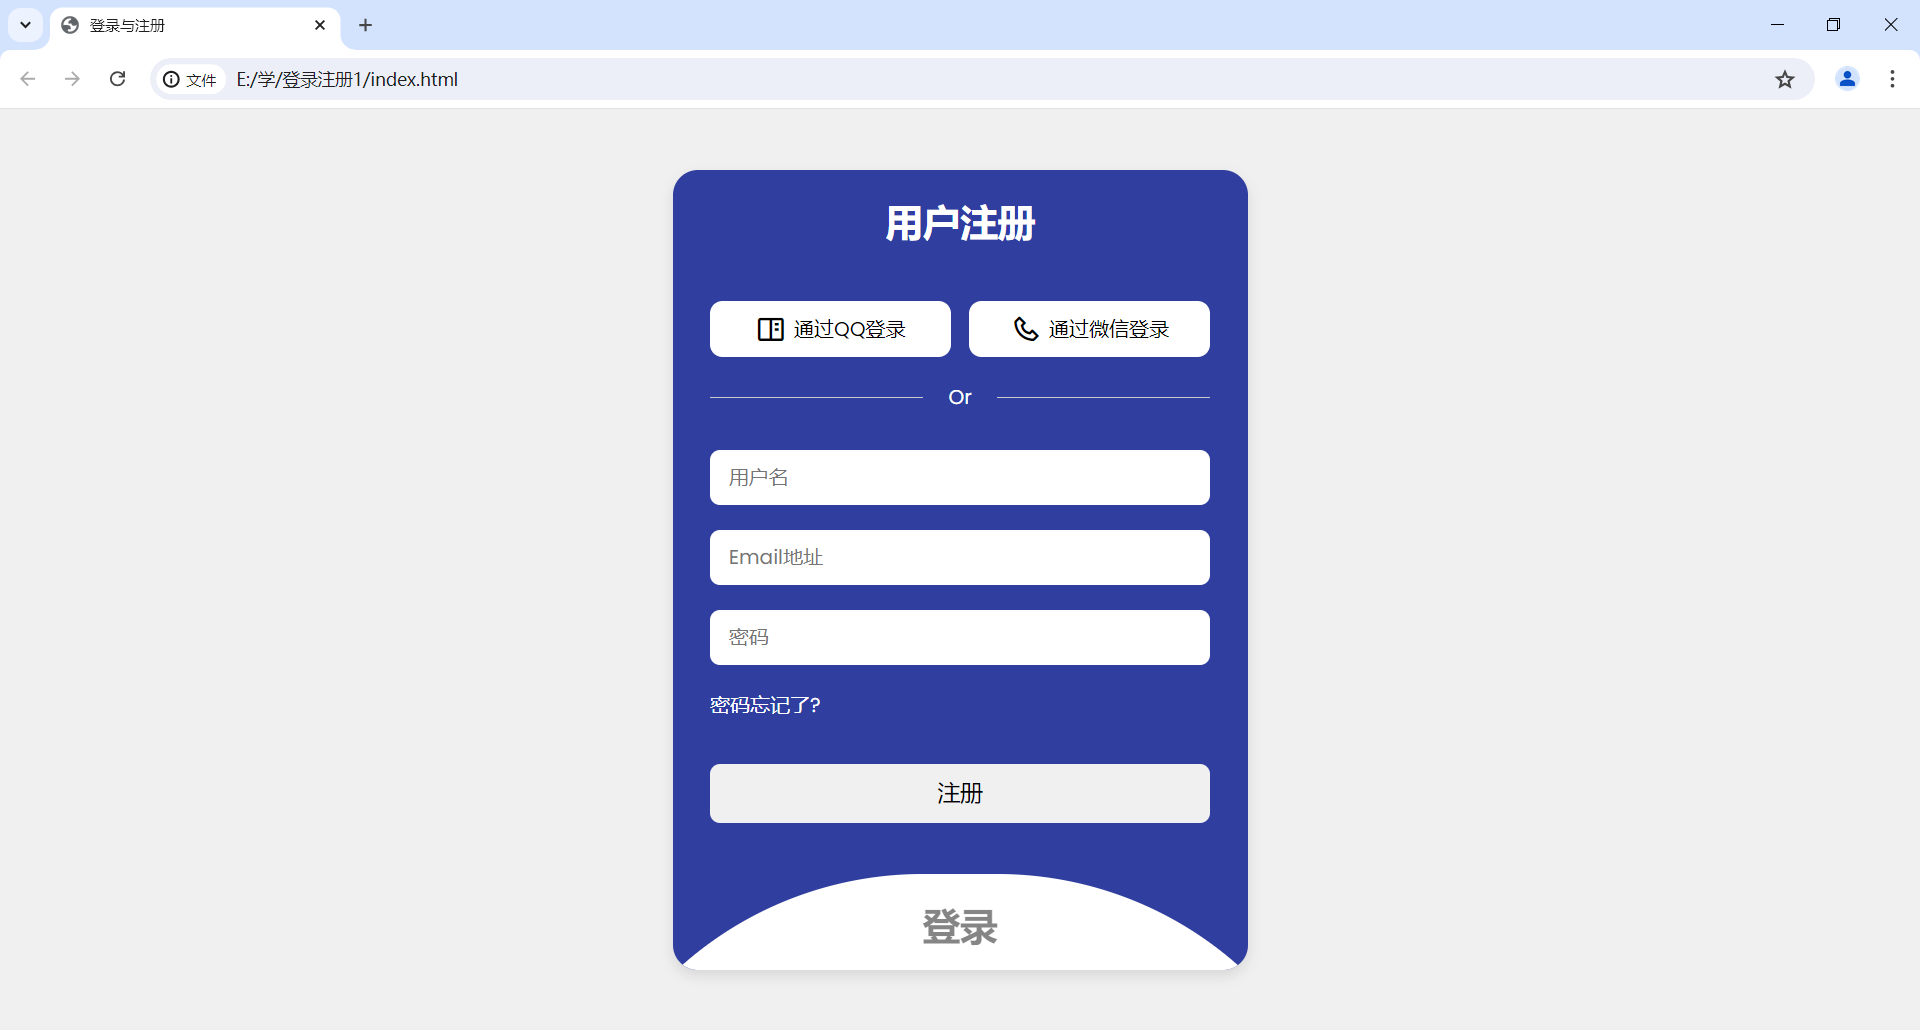 登录与注册
文件 E:/学/登录注册1/index.html
用户注册
通过QQ登录 通过微信登录
Or
用户名
Email地址
密码
密码忘记了?
注册
登录